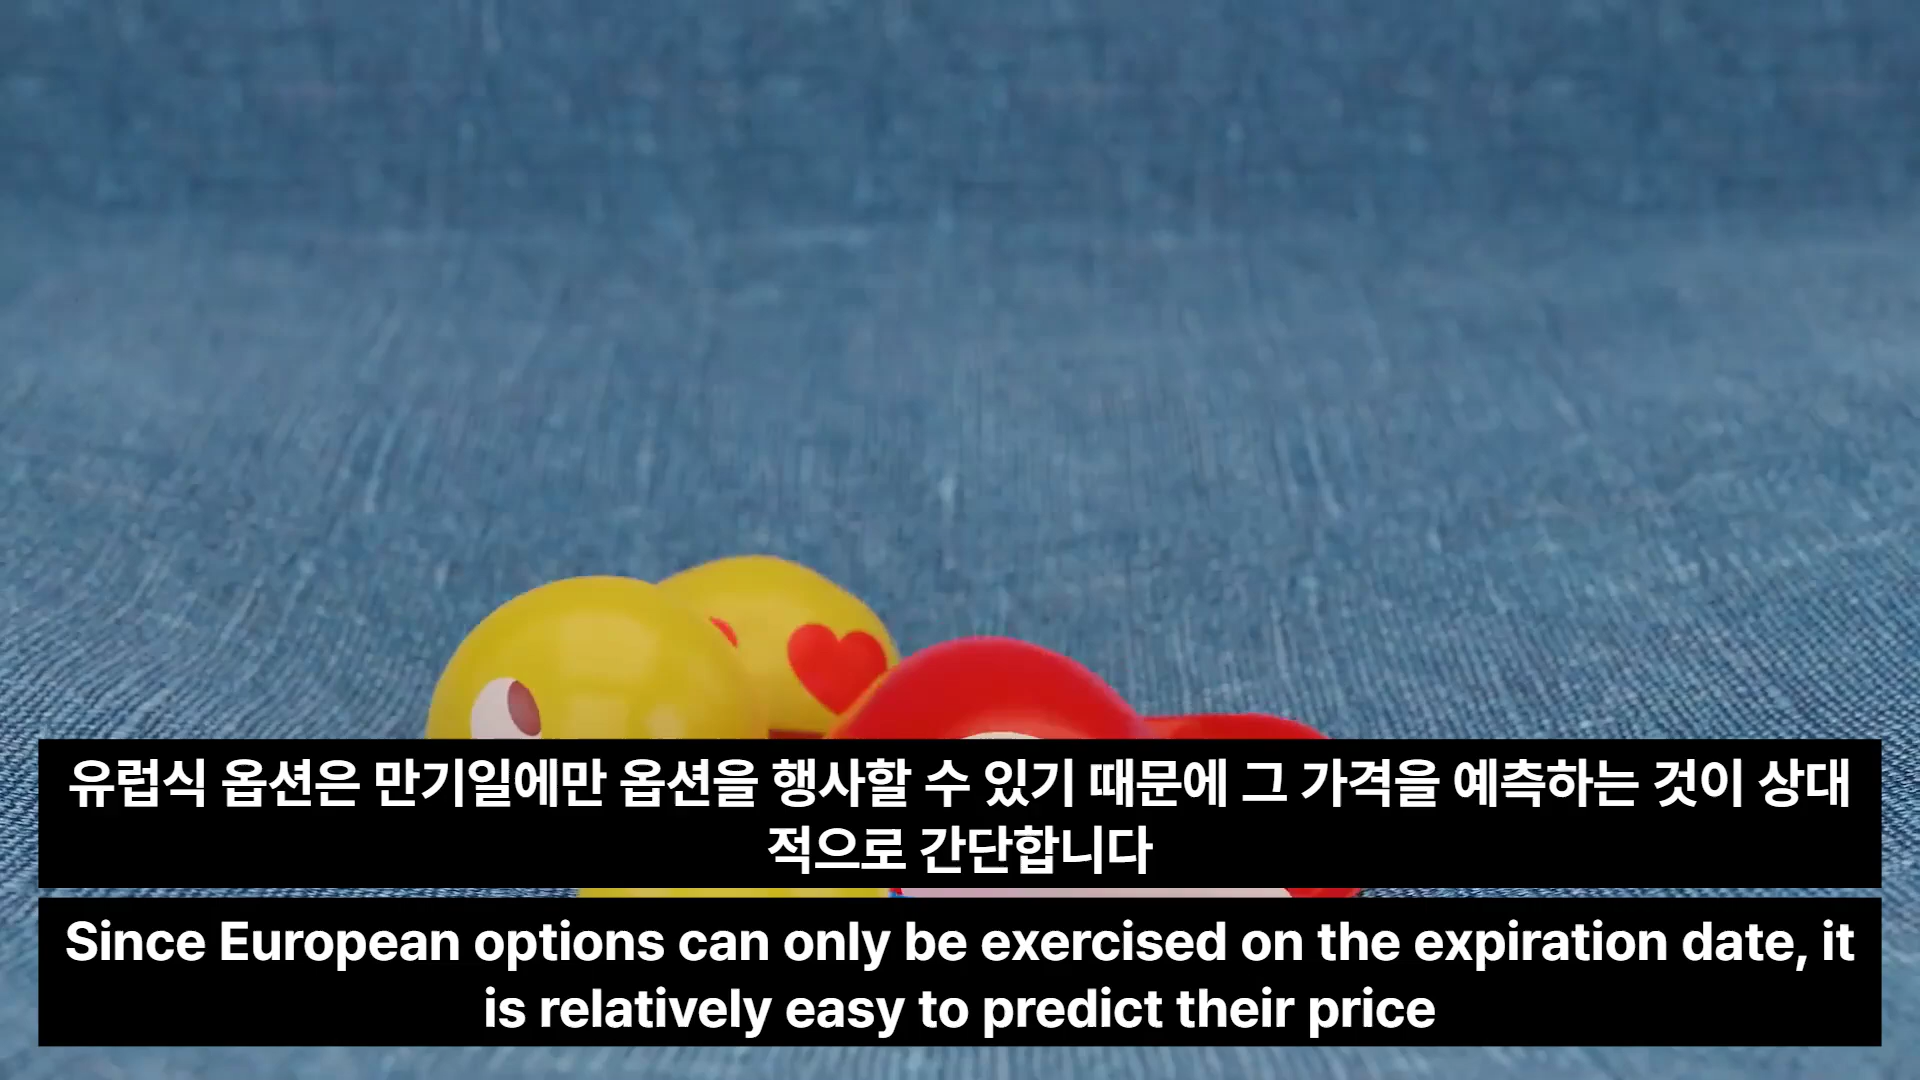 유럽식 옵션은 만기일에만 옵션을 행사할 수 있기 때문에 그 가격을 예측하는 것이 상대
적으로 간단합니다
Since European options can only be exercised on the expiration date, it
is relatively easy to predict their price